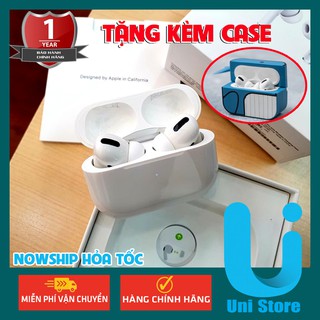 1
YEAR
BẢO HÀNH
CHÍNH HÃNG
TẶNG KÈM CASE
Designed by Apple in California
NOWSHIP HỎA TỐC
MIỄN PHÍ VẬN CHUYỂN
HÀNG CHÍNH HÃNG
Uni Store